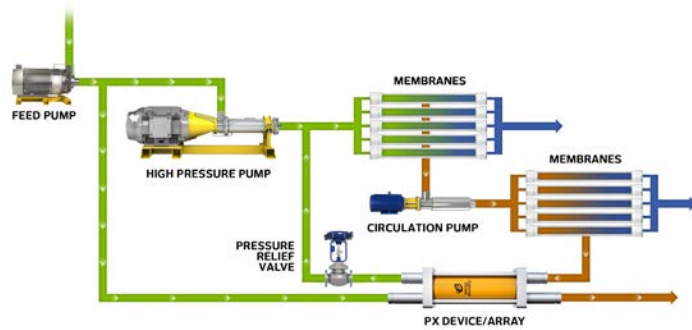 MEMBRANES
FEED PUMP
HIGH PRESSURE PUMP
MEMBRANES
CIRCULATION PUMP
PRESSURE
RELIEF
VALVE
PX DEVICE/ARRAY